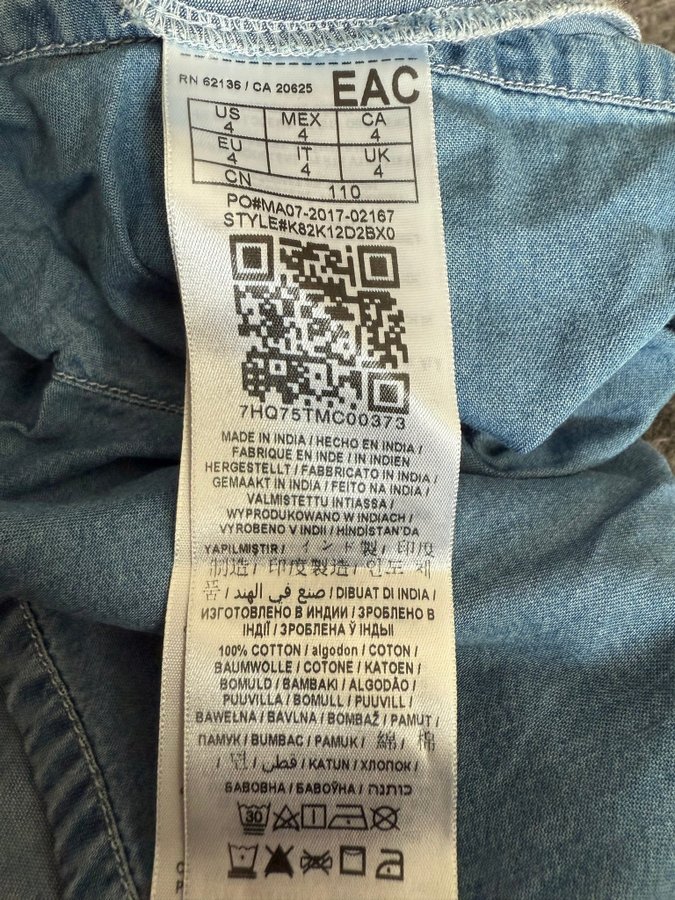 RN 62136 / CA 20625 EAC
US 4 MEX 4 CA 4
EU 4 IT 4 UK 4
CN 110
PO#MA07-2017-02167
STYLE#K82K12D2BX0
7HQ75TMC00373
MADE IN INDIA / HECHO EN INDIA /
FABRIQUE EN INDE / IN INDIEN
HERGESTELLT / FABBRICATO IN INDIA /
GEMAAKT IN INDIA / FEITO NA INDIA /
VALMISTETTU INTIASSA /
WYPRODUKOWANO W INDIACH /
VYROBENO V INDII / HİNDİSTAN'DA
YAPILMIŞTIR / インド製 / 印度
制造 / 印度製造 / 인도 제
품 / صنع في الهند / DIBUAT DI INDIA /
ИЗГОТОВЛЕНО В ИНДИИ / ЗРОБЛЕНО В
ІНДІЇ / ЗРОБЛЕНА Ў ІНДЫІ
100% COTTON / algodon / COTON /
BAUMWOLLE / COTONE / KATOEN /
BOMULD / BAMBAKI / ALGODÃO /
PUUVILLA / BOMULL / PUUVILL /
BAWEŁNA / BAVLNA / BOMBAŽ / PAMUT /
ПАМУК / BUMBAC / PAMUK / 綿 / 棉
/ 면 / قطن / KATUN / ХЛОПОК /
БАВОВНА / БАВОЎНА / כותנה
30